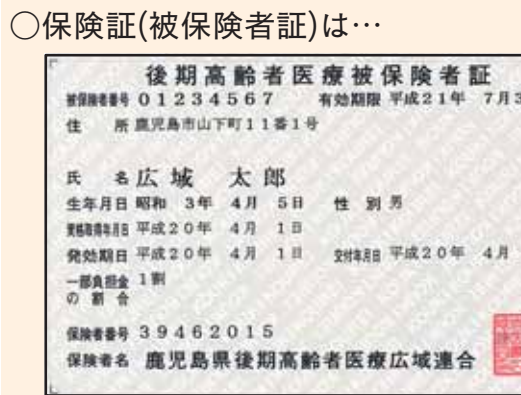 ○保険証(被保険者証)は…
後期高齢者医療被保険者証
被保険者番号 01234567 有効期限 平成21年 7月3
住所 鹿児島市山下町11番1号
氏名 広域 太郎
生年月日 昭和 3年 4月 5日 性別 男
資格取得年月日 平成20年 4月 1日
発効期日 平成20年 4月 1日 交付年月日 平成20年 4月
一部負担金 1割
の割合
保険者番号 39462015
保険者名 鹿児島県後期高齢者医療広域連合